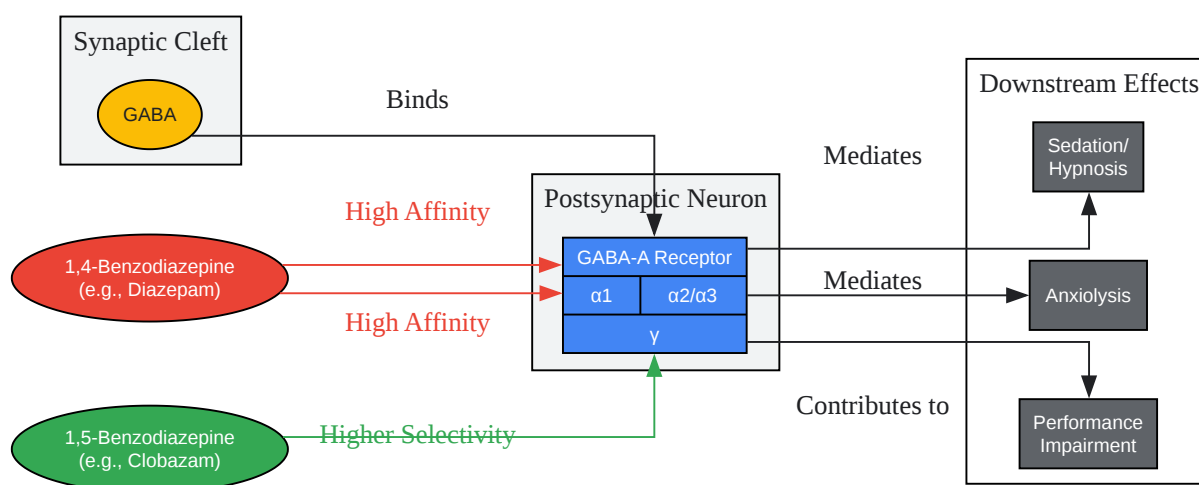 Synaptic Cleft
GABA
Binds
Downstream Effects
Sedation/
Hypnosis
Mediates
Postsynaptic Neuron
High Affinity
1,4-Benzodiazepine
(e.g., Diazepam)
GABA-A Receptor
α1
α2/α3
γ
Mediates
Anxiolysis
High Affinity
Contributes to
Performance
Impairment
1,5-Benzodiazepine
(e.g., Clobazam)
Higher Selectivity